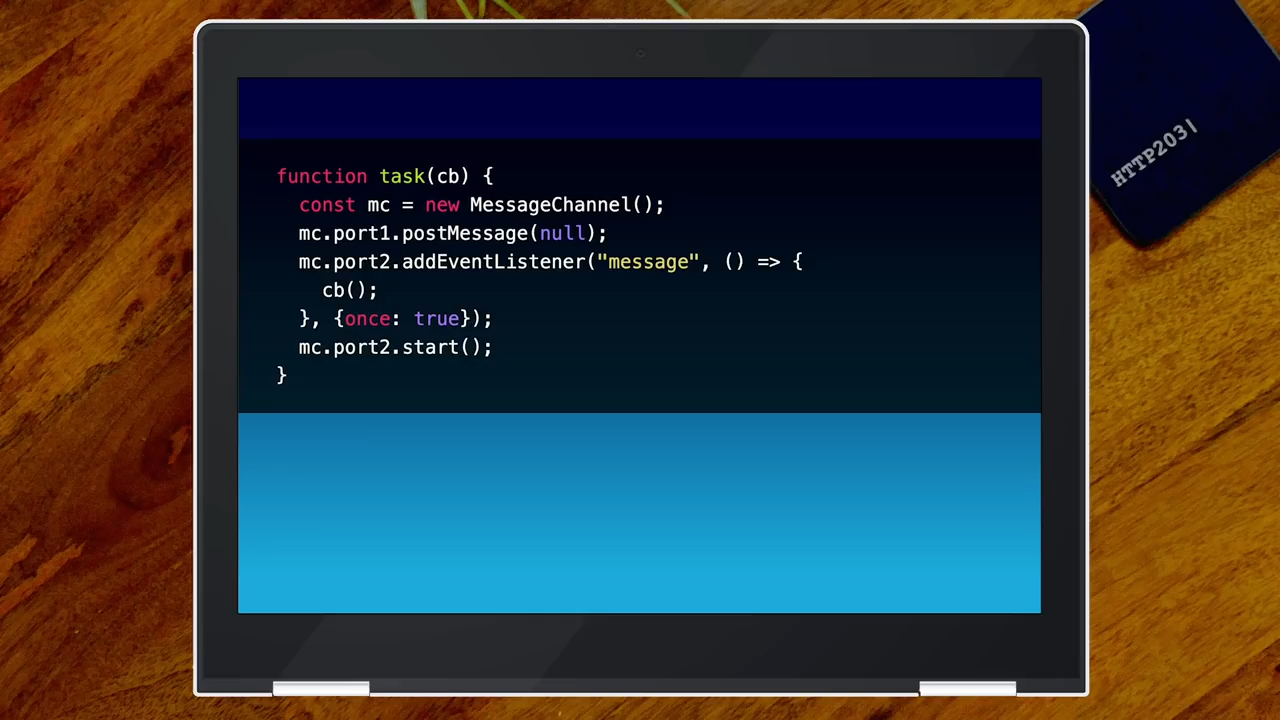 HTTP203|
function task(cb) {
  const mc = new MessageChannel();
  mc.port1.postMessage(null);
  mc.port2.addEventListener("message", () => {
    cb();
  }, {once: true});
  mc.port2.start();
}